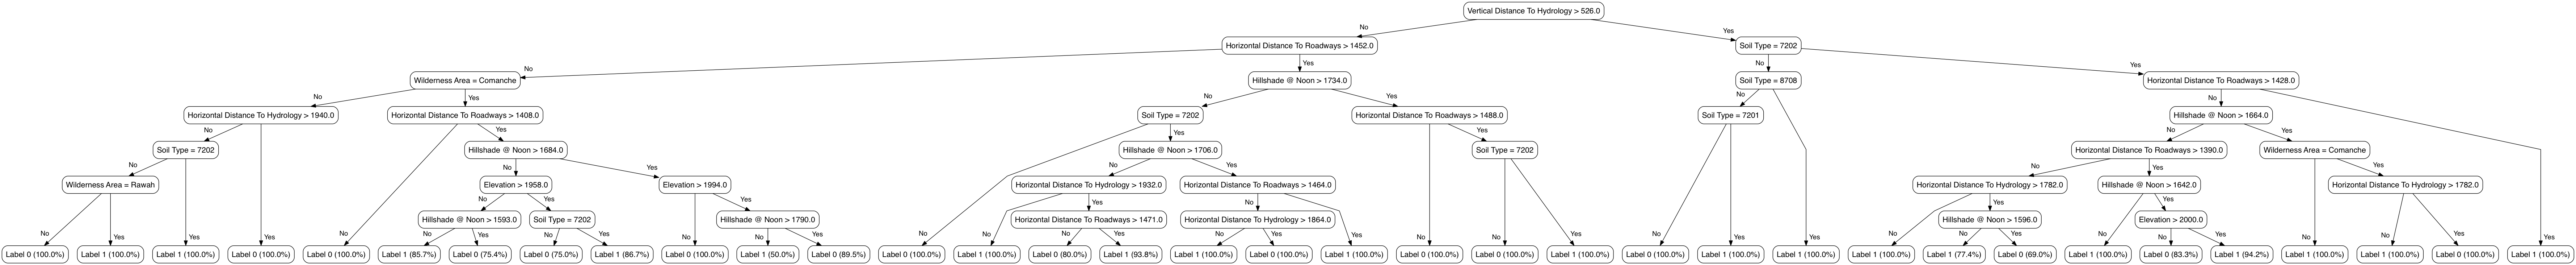 Vertical Distance To Hydrology > 526.0
No
Yes
Horizontal Distance To Roadways > 1452.0
Soil Type = 7202
No
Yes
No
Yes
Wilderness Area = Comanche
Hillshade @ Noon > 1734.0
Soil Type = 8708
Horizontal Distance To Roadways > 1428.0
No
Yes
No
Yes
No
Yes
No
Yes
Horizontal Distance To Hydrology > 1940.0
Horizontal Distance To Roadways > 1408.0
Soil Type = 7202
Horizontal Distance To Roadways > 1488.0
Soil Type = 7201
Hillshade @ Noon > 1664.0
No
Yes
No
Yes
No
Yes
No
Yes
No
Yes
No
Yes
Soil Type = 7202
Hillshade @ Noon > 1684.0
Hillshade @ Noon > 1706.0
Soil Type = 7202
Horizontal Distance To Roadways > 1390.0
Wilderness Area = Comanche
No
Yes
No
Yes
No
Yes
No
Yes
No
Yes
No
Yes
Wilderness Area = Rawah
Elevation > 1958.0
Elevation > 1994.0
Horizontal Distance To Hydrology > 1932.0
Horizontal Distance To Roadways > 1464.0
Horizontal Distance To Hydrology > 1782.0
Hillshade @ Noon > 1642.0
Horizontal Distance To Hydrology > 1782.0
No
Yes
No
Yes
No
Yes
No
Yes
No
Yes
No
Yes
No
Yes
No
Yes
Hillshade @ Noon > 1593.0
Soil Type = 7202
Hillshade @ Noon > 1790.0
Horizontal Distance To Roadways > 1471.0
Horizontal Distance To Hydrology > 1864.0
Hillshade @ Noon > 1596.0
Elevation > 2000.0
No
Yes
No
Yes
No
Yes
No
Yes
No
Yes
No
Yes
No
Yes
Label 0 (100.0%)
Label 1 (100.0%)
Label 1 (100.0%)
Label 0 (100.0%)
Label 0 (100.0%)
Label 1 (85.7%)
Label 0 (75.4%)
Label 0 (75.0%)
Label 1 (86.7%)
Label 0 (100.0%)
Label 1 (50.0%)
Label 0 (89.5%)
Label 0 (100.0%)
Label 1 (100.0%)
Label 0 (80.0%)
Label 1 (93.8%)
Label 1 (100.0%)
Label 0 (100.0%)
Label 1 (100.0%)
Label 0 (100.0%)
Label 0 (100.0%)
Label 1 (100.0%)
Label 0 (100.0%)
Label 1 (100.0%)
Label 1 (100.0%)
Label 1 (100.0%)
Label 1 (77.4%)
Label 0 (69.0%)
Label 1 (100.0%)
Label 0 (83.3%)
Label 1 (94.2%)
Label 1 (100.0%)
Label 1 (100.0%)
Label 0 (100.0%)
Label 1 (100.0%)